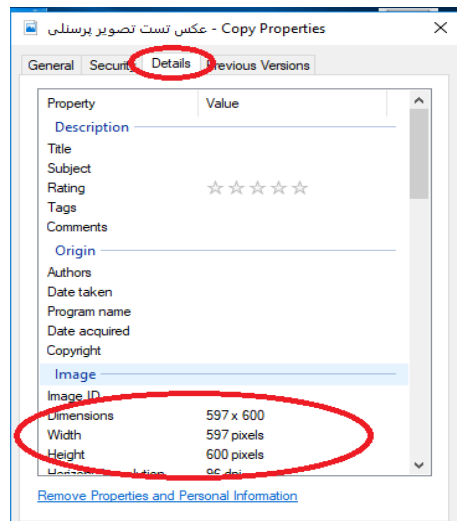 عکس تست تصویر پرسنلی - Copy Properties
General Security Details Previous Versions
Property Value
Description
Title
Subject
Rating
Tags
Comments
Origin
Authors
Date taken
Program name
Date acquired
Copyright
Image
Image ID
Dimensions 597 x 600
Width 597 pixels
Height 600 pixels
96 dpi
Remove Properties and Personal Information